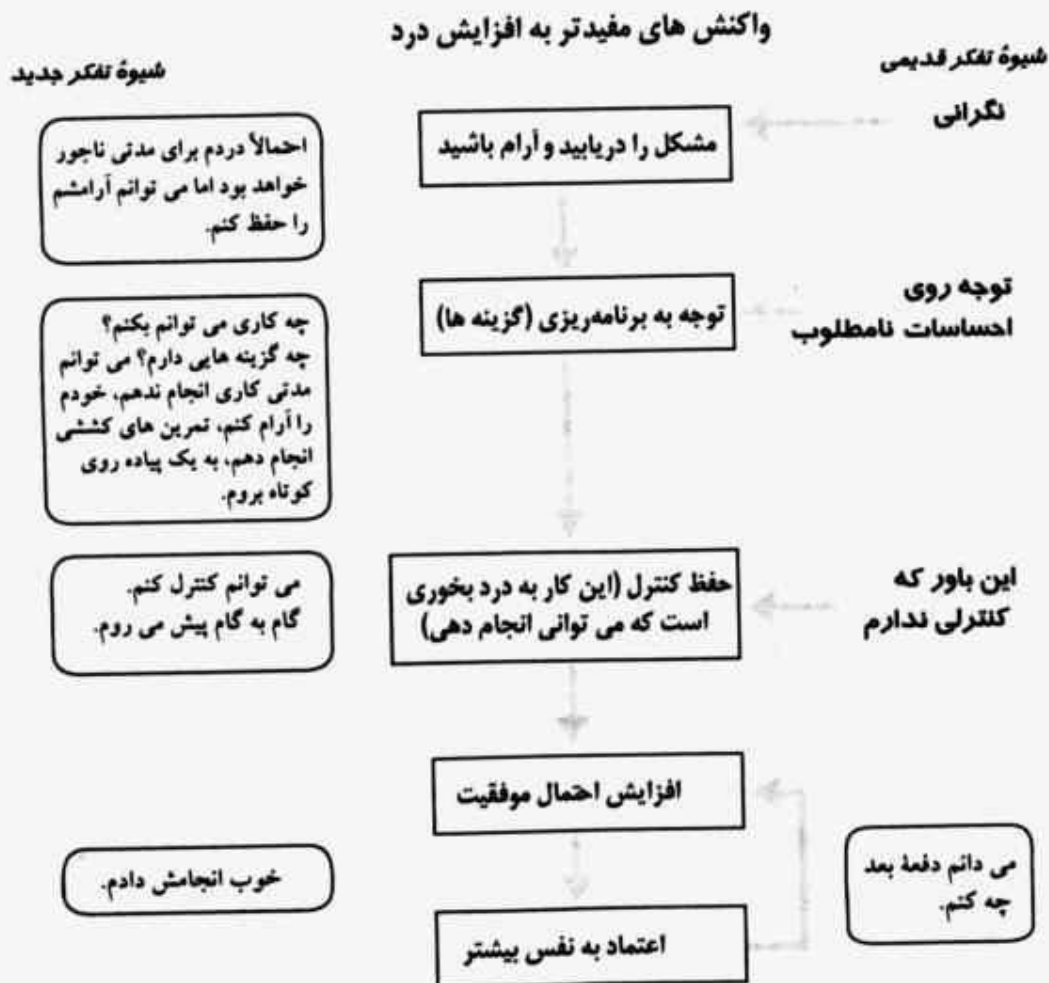 واکنش های مفیدتر به افزایش درد
شیوهٔ تفکر قدیمی
شیوهٔ تفکر جدید
نگرانی
مشکل را دریابید و آرام باشید
احتمالاً دردم برای مدتی ناجور
خواهد بود اما می توانم آرامشم
را حفظ کنم.
توجه روی
احساسات نامطلوب
توجه به برنامه‌ریزی (گزینه ها)
چه کاری می توانم بکنم؟
چه گزینه هایی دارم؟ می توانم
مدتی کاری انجام ندهم، خودم
را آرام کنم، تمرین های کششی
انجام دهم، به یک پیاده روی
کوتاه بروم.
این باور که
کنترلی ندارم
حفظ کنترل (این کار به درد بخوری
است که می توانی انجام دهی)
می توانم کنترل کنم.
گام به گام پیش می روم.
افزایش احتمال موفقیت
می دانم دفعهٔ بعد
چه کنم.
خوب انجامش دادم.
اعتماد به نفس بیشتر